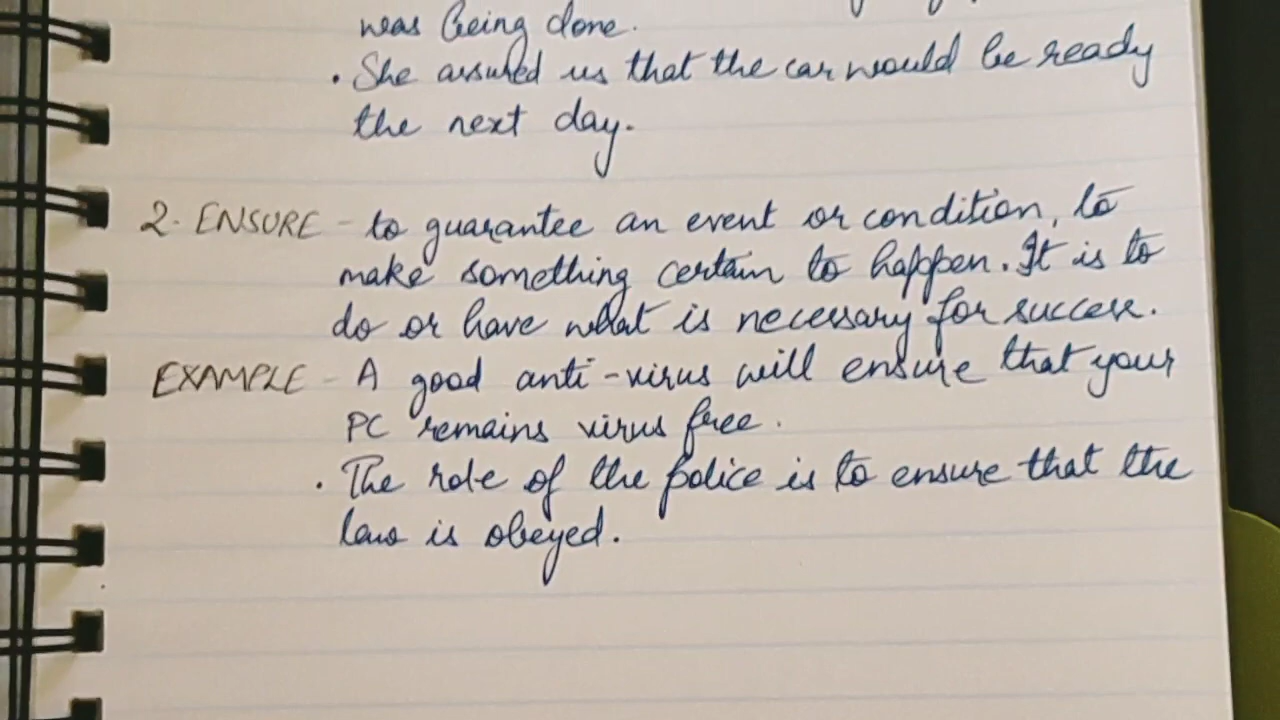 was being done.
• She assured us that the car would be ready
the next day.
2. ENSURE - to guarantee an event or condition, to
make something certain to happen. It is to
do or have what is necessary for success.
EXAMPLE - A good anti-virus will ensure that your
PC remains virus free.
• The role of the police is to ensure that the
law is obeyed.